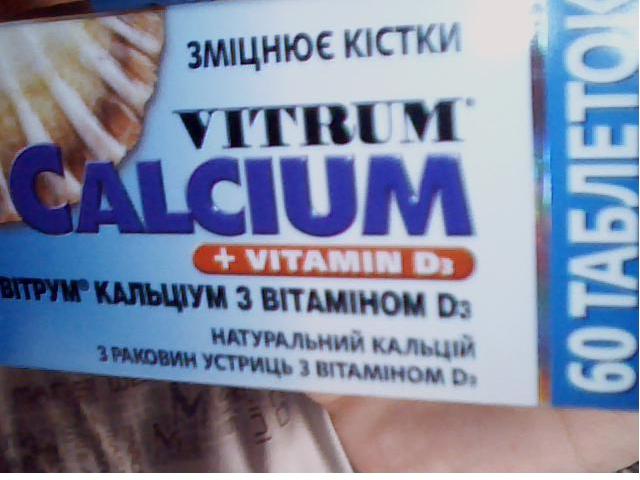 ЗМІЦНЮЄ КІСТКИ
VITRUM®
CALCIUM
+ VITAMIN D3
ВІТРУМ® КАЛЬЦІУМ З ВІТАМІНОМ D3
НАТУРАЛЬНИЙ КАЛЬЦІЙ
З РАКОВИН УСТРИЦЬ З ВІТАМІНОМ D3
60 ТАБЛЕТОК